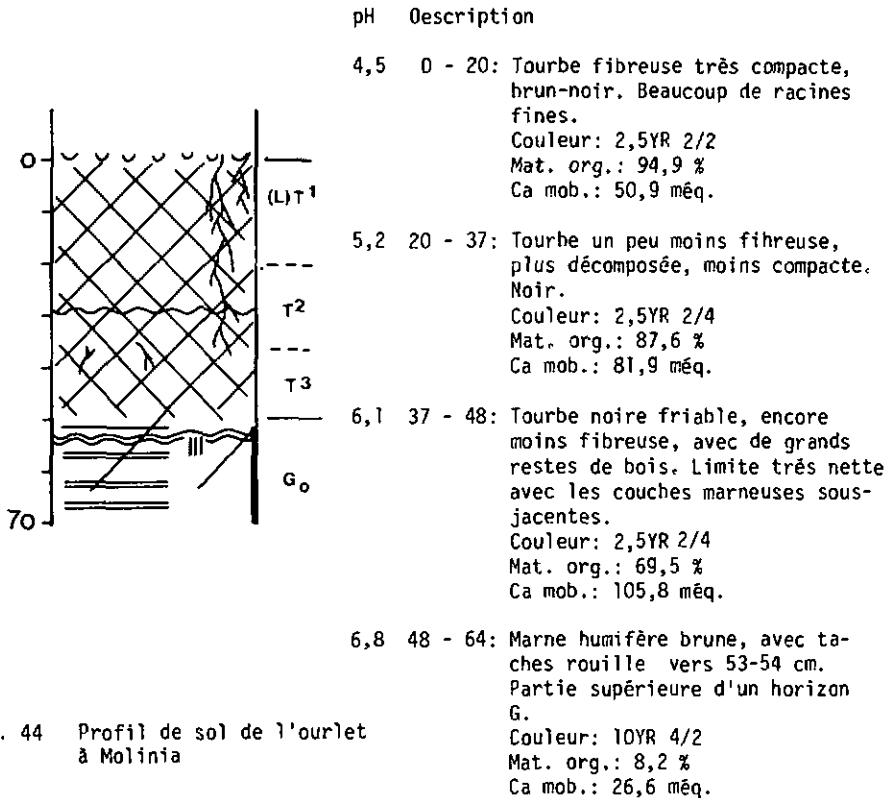 pH Oescription
4,5 0 - 20: Tourbe fibreuse très compacte,
brun-noir. Beaucoup de racines
fines.
Couleur: 2,5YR 2/2
Mat. org.: 94,9 %
Ca mob.: 50,9 méq.
5,2 20 - 37: Tourhe un peu moins fihreuse,
plus décomposée, moins compacte.
Noir.
Couleur: 2,5YR 2/4
Mat. org.: 87,6 %
Ca mob.: 81,9 méq.
6,1 37 - 48: Tourbe noire friable, encore
moins fibreuse, avec de grands
restes de bois. Limite très nette
avec les couches marneuses sous-
jacentes.
Couleur: 2,5YR 2/4
Mat. org.: 69,5 %
Ca mob.: 105,8 méq.
6,8 48 - 64: Marne humifère brune, avec ta-
ches rouille vers 53-54 cm.
Partie supérieure d'un horizon
G.
Couleur: 10YR 4/2
Mat. org.: 8,2 %
Ca mob.: 26,6 méq.
0
(L)T1
T2
T3
Go
70
. 44 Profil de sol de l'ourlet
à Molinia